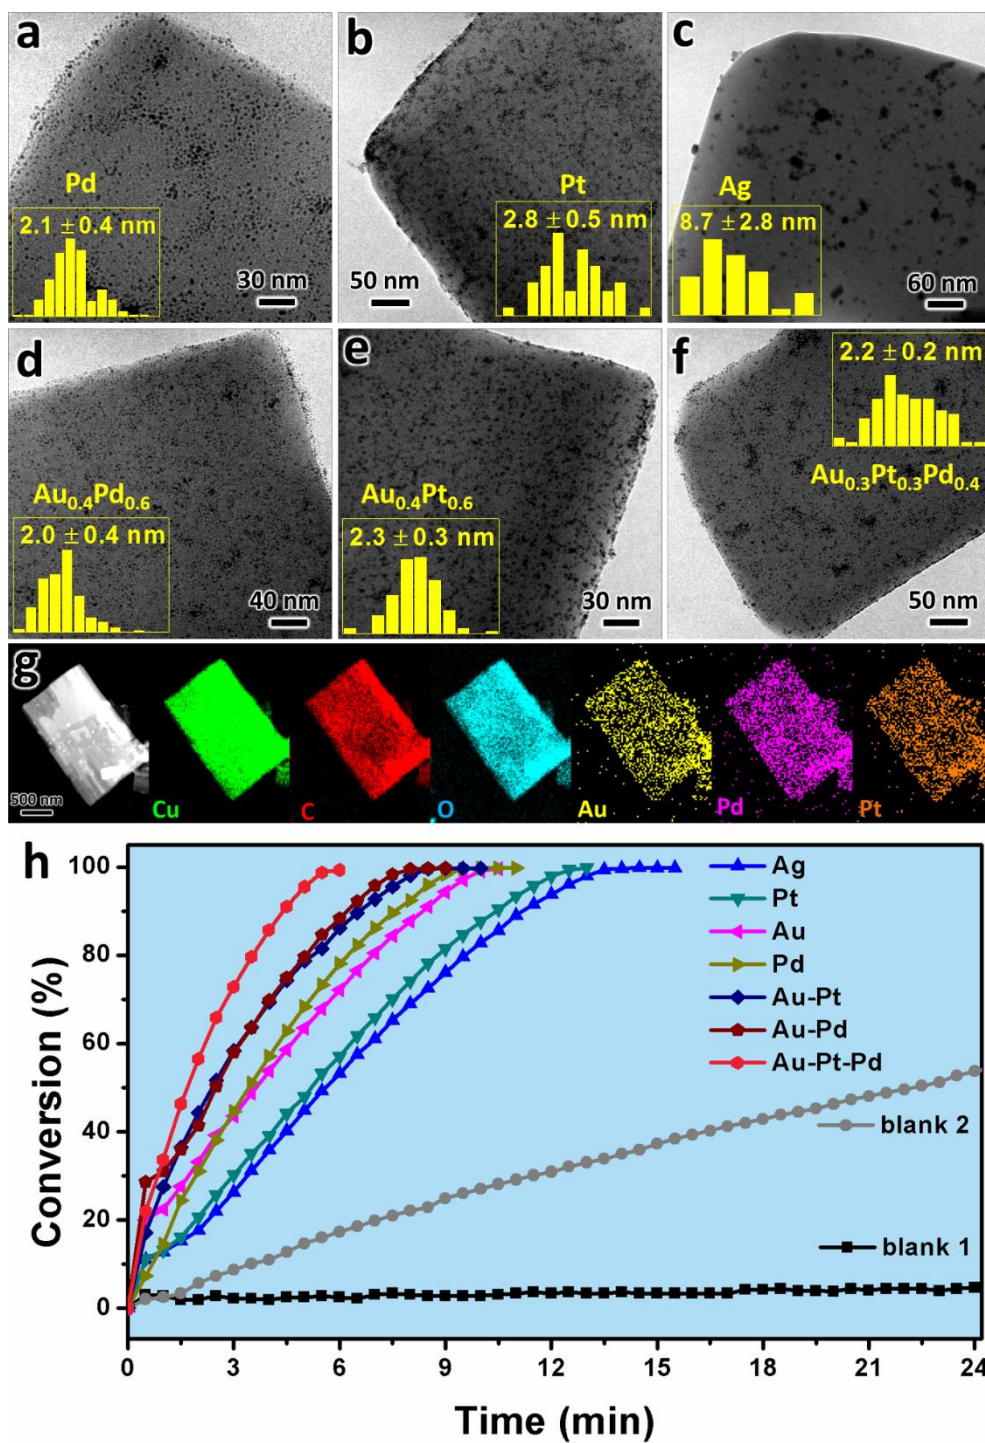 a
Pd
2.1 ± 0.4 nm
30 nm
b
Pt
2.8 ± 0.5 nm
50 nm
c
Ag
8.7 ± 2.8 nm
60 nm
d
Au0.4Pd0.6
2.0 ± 0.4 nm
40 nm
e
Au0.4Pt0.6
2.3 ± 0.3 nm
30 nm
f
2.2 ± 0.2 nm
Au0.3Pt0.3Pd0.4
50 nm
g
500 nm
Cu
C
O
Au
Pd
Pt
h
Conversion (%)
100
80
60
40
20
0
Ag
Pt
Au
Pd
Au-Pt
Au-Pd
Au-Pt-Pd
blank 2
blank 1
0
3
6
9
12
15
18
21
24
Time (min)